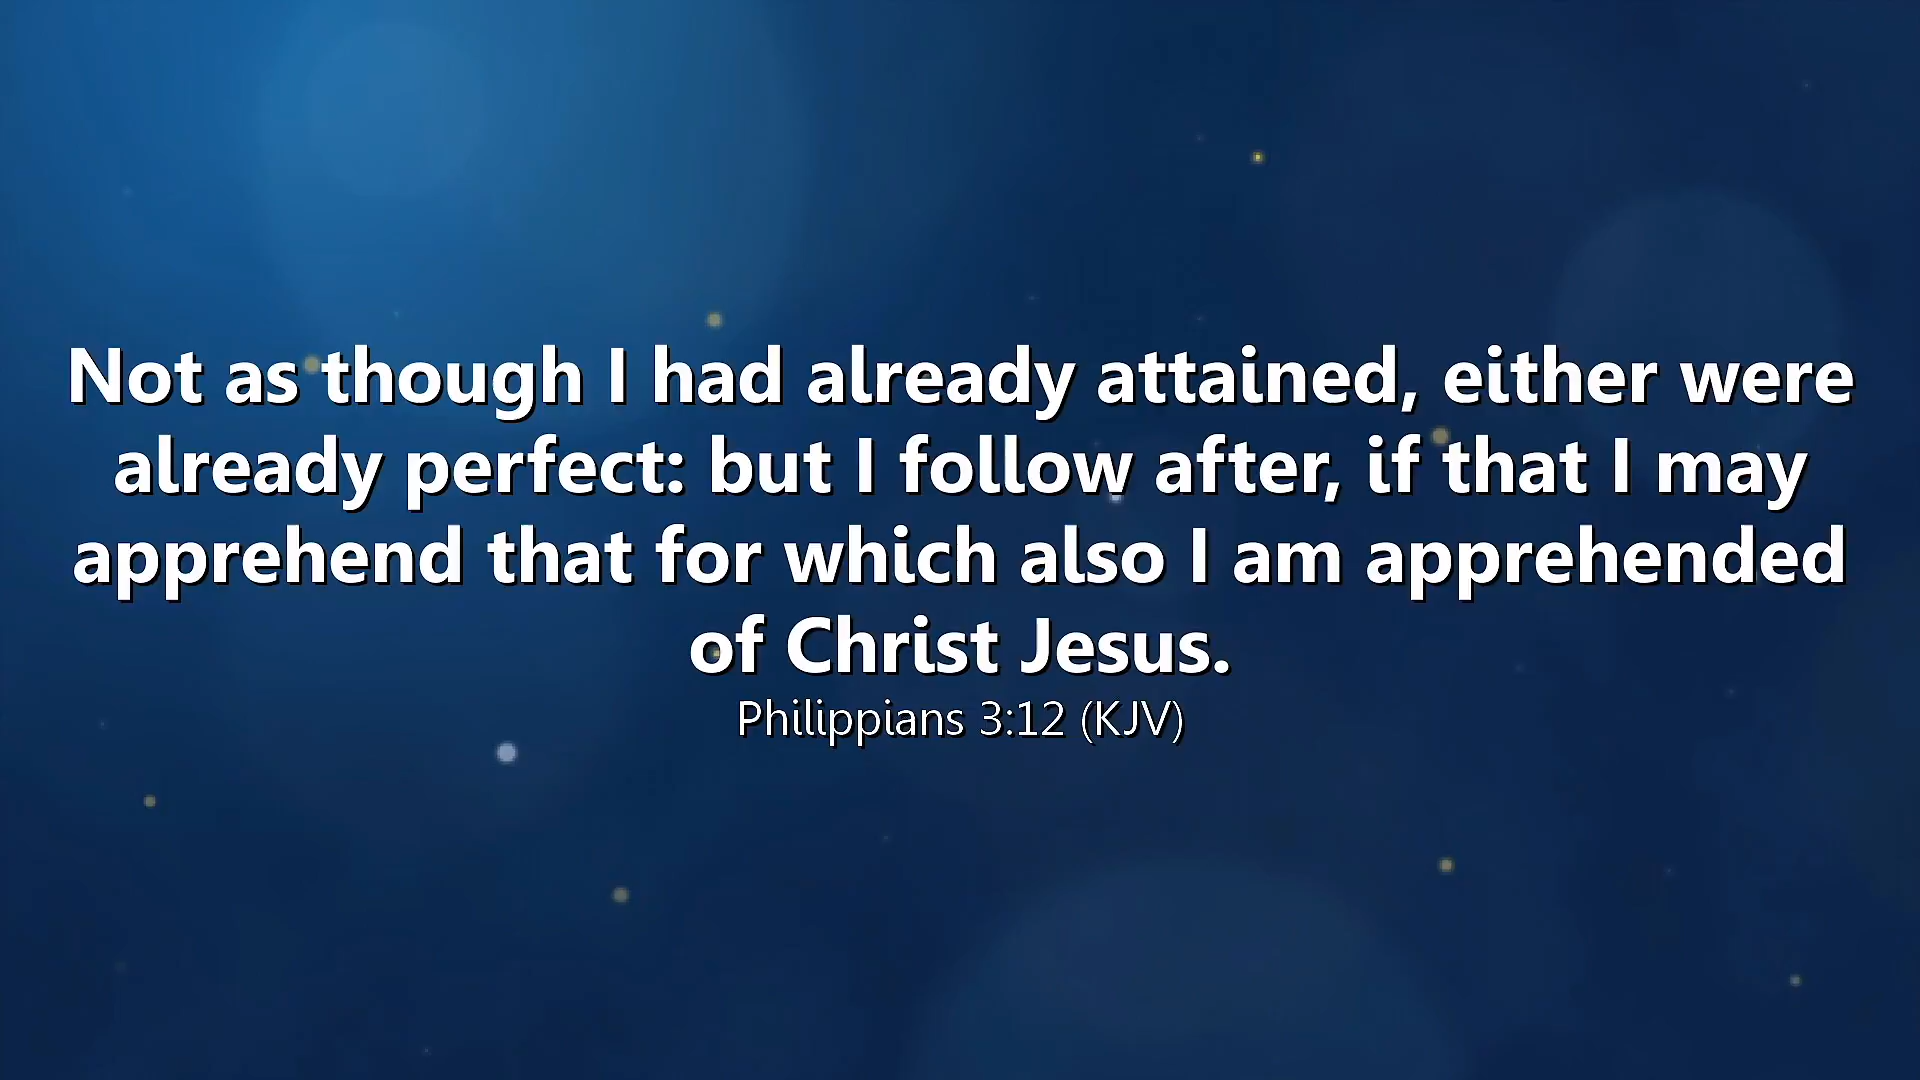 Not as though I had already attained, either were
already perfect: but I follow after, if that I may
apprehend that for which also I am apprehended
of Christ Jesus.
Philippians 3:12 (KJV)